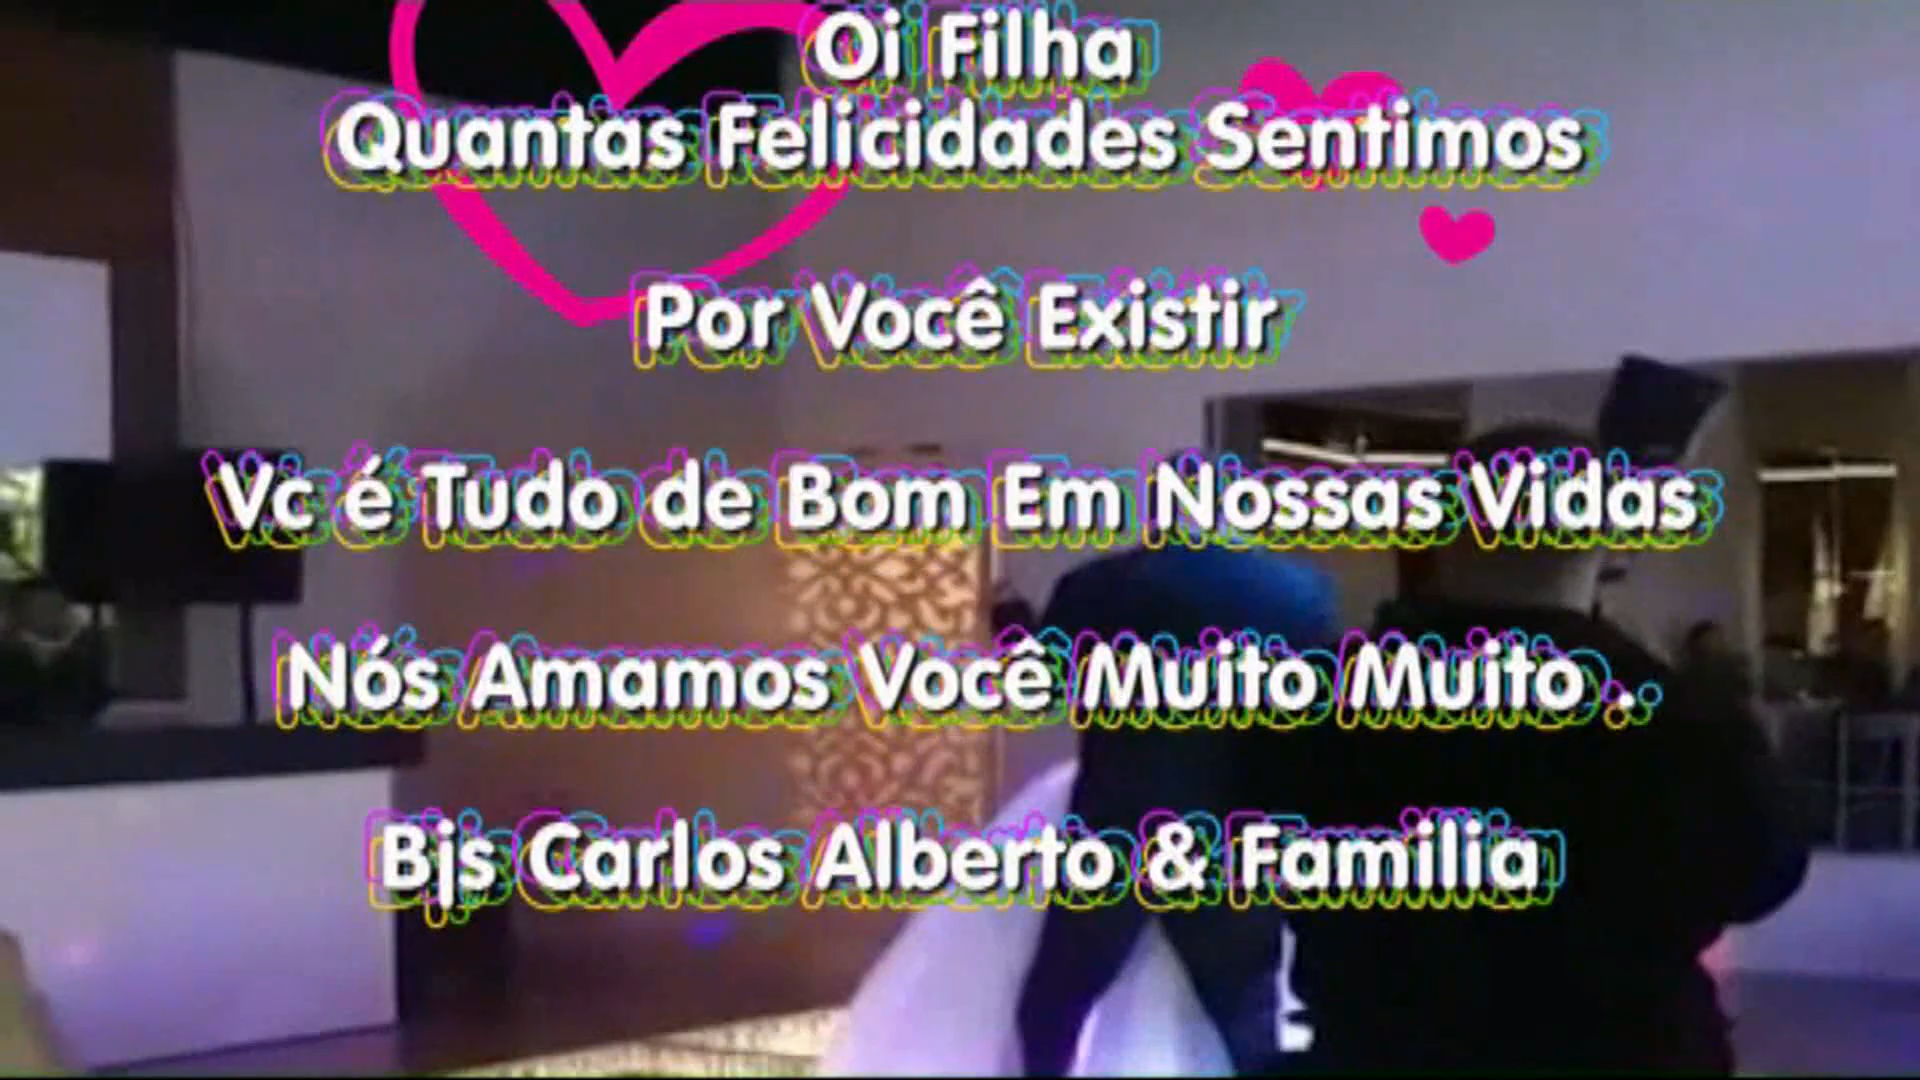 Oi Filha
Quantas Felicidades Sentimos
Por Você Existir
Vc é Tudo de Bom Em Nossas Vidas
Nós Amamos Você Muito Muito .
Bjs Carlos Alberto & Familia